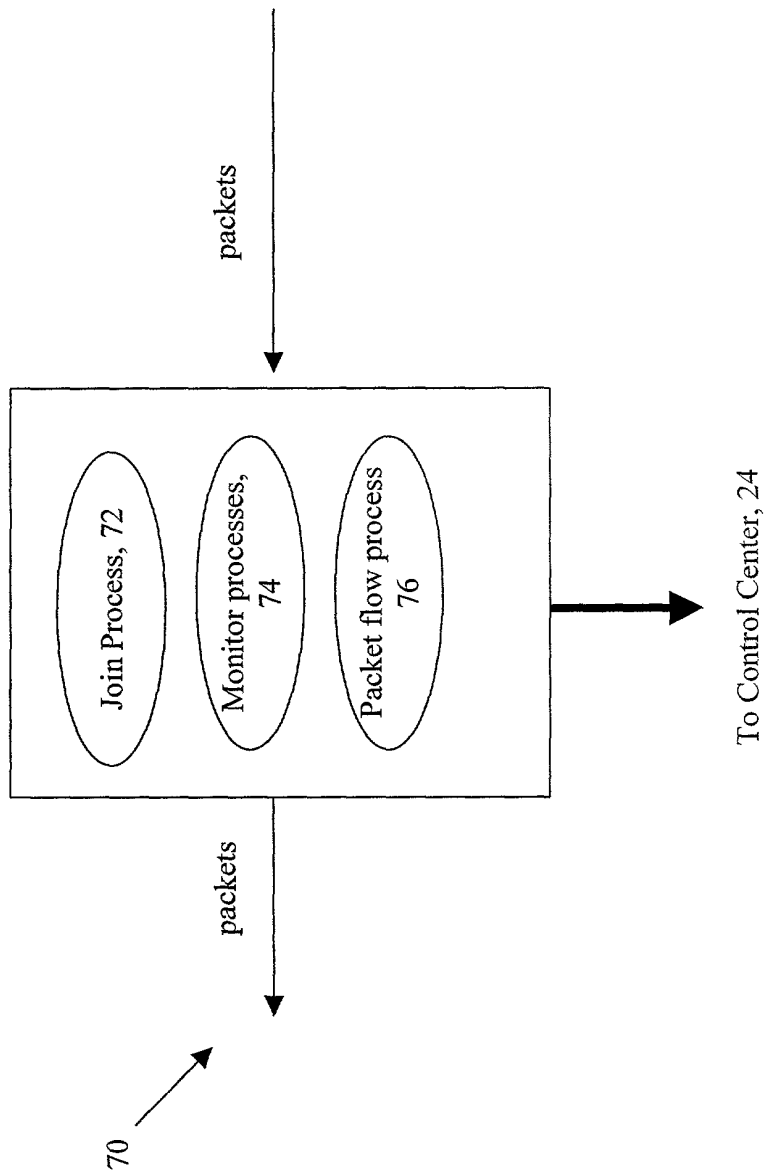 70
packets
Join Process, 72
Monitor processes,
74
Packet flow process
76
packets
To Control Center, 24